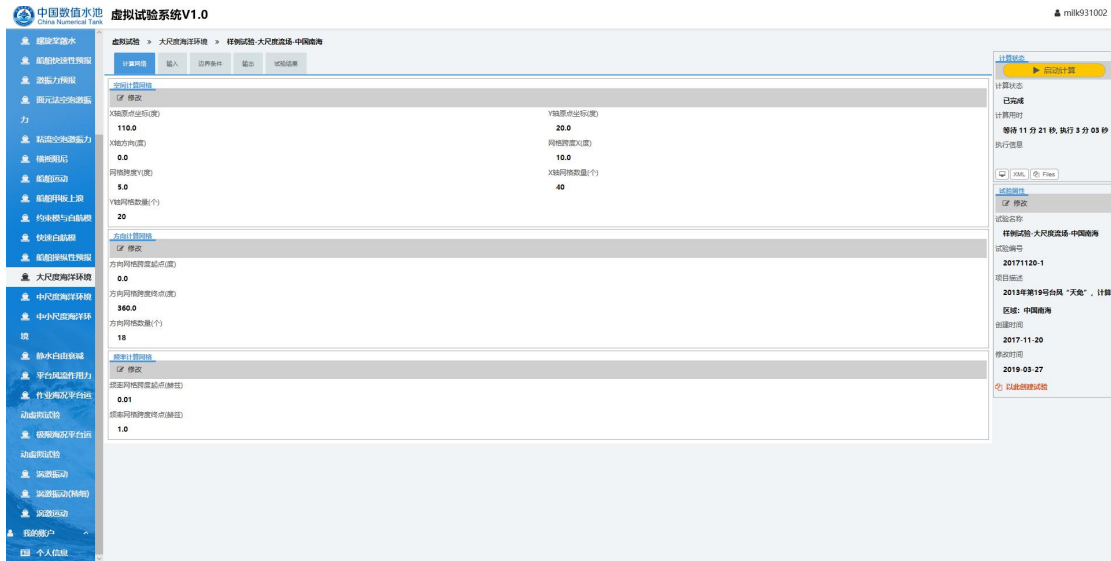 中国数值水池
China Numerical Tank
虚拟试验系统V1.0
milk931002
螺旋桨敞水
船舶快速性预报
激振力预报
面元法空泡激振
力
粘流空泡激振力
横摇阻尼
船舶运动
船舶甲板上浪
约束模与自航模
快速自航模
船舶操纵性预报
大尺度海洋环境
中尺度海洋环境
中小尺度海洋环
境
静水自由衰减
平台风流作用力
作业海况平台运
动虚拟试验
极限海况平台运
动虚拟试验
涡激振动
涡激振动(精细)
涡激运动
我的账户
个人信息
虚拟试验 » 大尺度海洋环境 » 样例试验-大尺度流场-中国南海
计算网格 输入 边界条件 输出 试验结果
空间计算网格
修改
X轴原点坐标(度) Y轴原点坐标(度)
110.0 20.0
X轴方向(度) 网格跨度X(度)
0.0 10.0
网格跨度Y(度) X轴网格数量(个)
5.0 40
Y轴网格数量(个)
20
方向计算网格
修改
方向网格跨度起点(度)
0.0
方向网格跨度终点(度)
360.0
方向网格数量(个)
18
频率计算网格
修改
频率网格跨度起点(赫兹)
0.01
频率网格跨度终点(赫兹)
1.0
计算状态
启动计算
计算状态
已完成
计算用时
等待 11 分 21 秒, 执行 3 分 03 秒
执行信息
XML Files
试验属性
修改
试验名称
样例试验-大尺度流场-中国南海
试验编号
20171120-1
项目描述
2013年第19号台风“天兔”，计算
区域：中国南海
创建时间
2017-11-20
修改时间
2019-03-27
以此创建试验